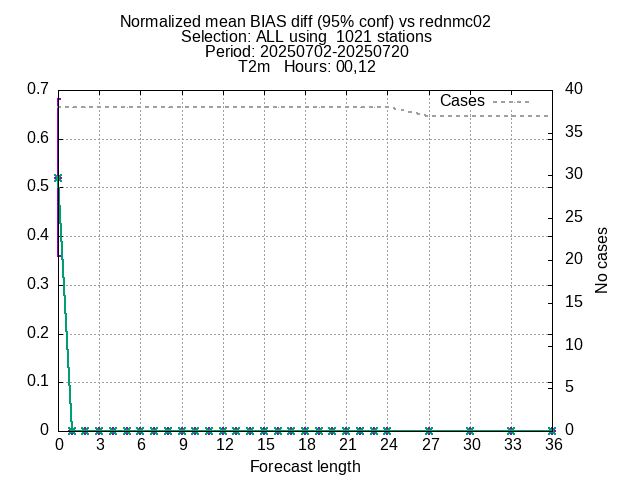 Normalized mean BIAS diff (95% conf) vs rednmc02
Selection: ALL using  1021 stations
Period: 20250702-20250720
T2m   Hours: 00,12
0.7
0.6
0.5
0.4
0.3
0.2
0.1
0
Cases
40
35
30
25
20
15
10
5
0
No cases
0 3 6 9 12 15 18 21 24 27 30 33 36
Forecast length